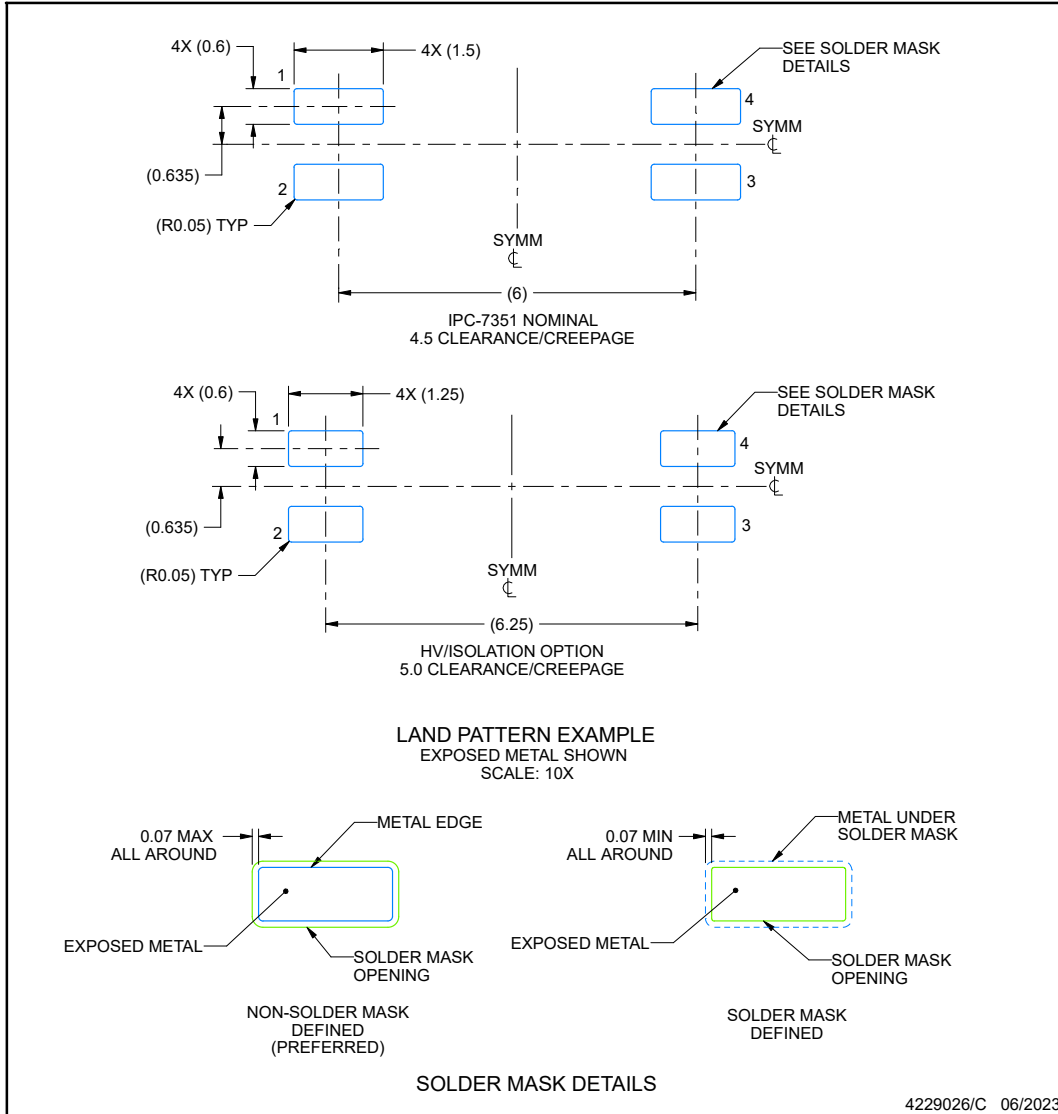 4X (0.6)
4X (1.5)
SEE SOLDER MASK
DETAILS
1
4
SYMM
℄
(0.635)
2
3
(R0.05) TYP
SYMM
℄
(6)
IPC-7351 NOMINAL
4.5 CLEARANCE/CREEPAGE
4X (0.6)
4X (1.25)
SEE SOLDER MASK
DETAILS
1
4
SYMM
℄
(0.635)
2
3
(R0.05) TYP
SYMM
℄
(6.25)
HV/ISOLATION OPTION
5.0 CLEARANCE/CREEPAGE
LAND PATTERN EXAMPLE
EXPOSED METAL SHOWN
SCALE: 10X
0.07 MAX
ALL AROUND
METAL EDGE
EXPOSED METAL
SOLDER MASK
OPENING
NON-SOLDER MASK
DEFINED
(PREFERRED)
0.07 MIN
ALL AROUND
METAL UNDER
SOLDER MASK
EXPOSED METAL
SOLDER MASK
OPENING
SOLDER MASK
DEFINED
SOLDER MASK DETAILS
4229026/C 06/2023